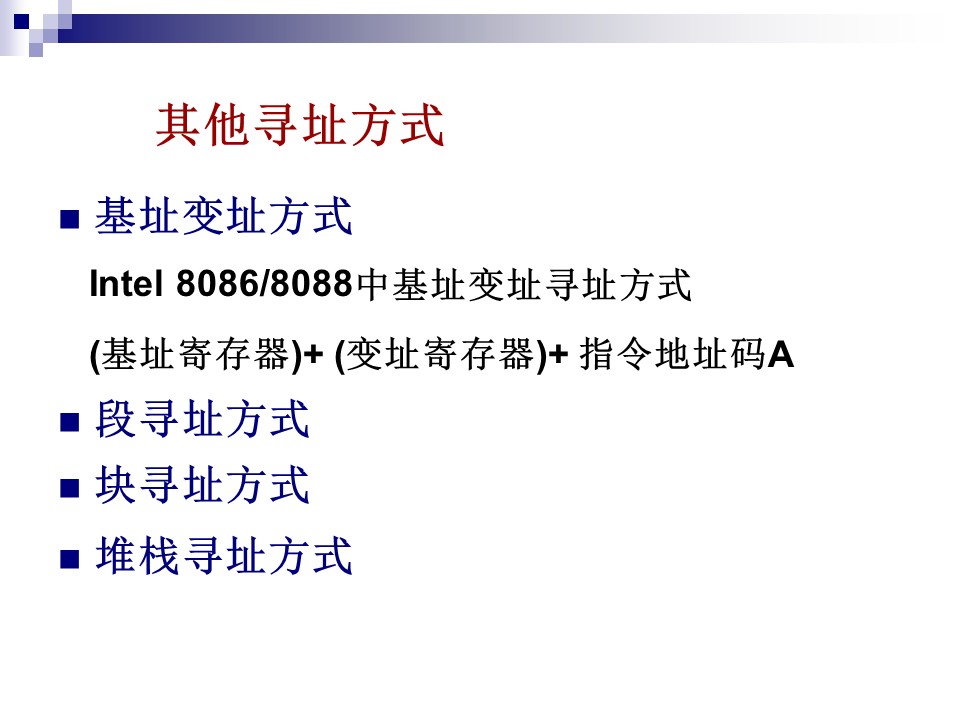 其他寻址方式
基址变址方式
Intel 8086/8088中基址变址寻址方式
(基址寄存器)+ (变址寄存器)+ 指令地址码A
段寻址方式
块寻址方式
堆栈寻址方式